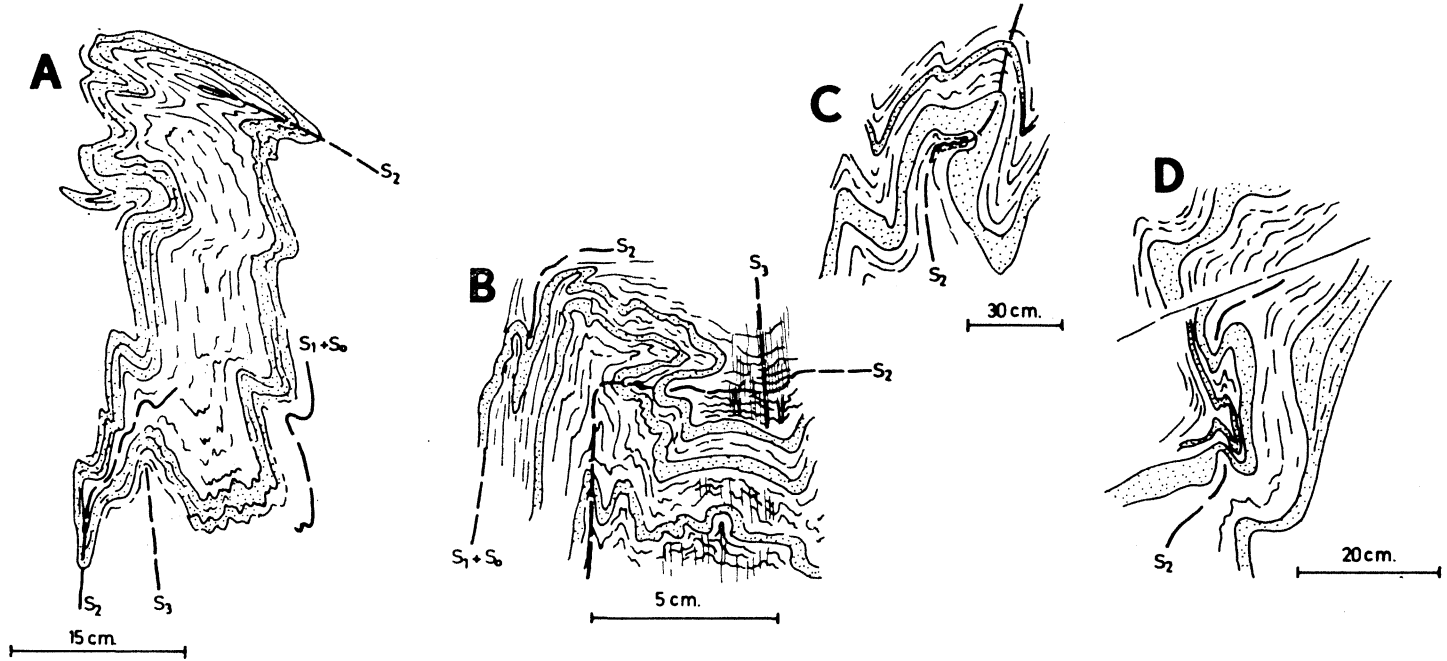 A
S₂
S₁+S₀
S₂
S₃
15 cm.
B
S₂
S₃
S₂
S₁+S₀
5 cm.
C
S₂
30 cm.
D
S₂
20 cm.